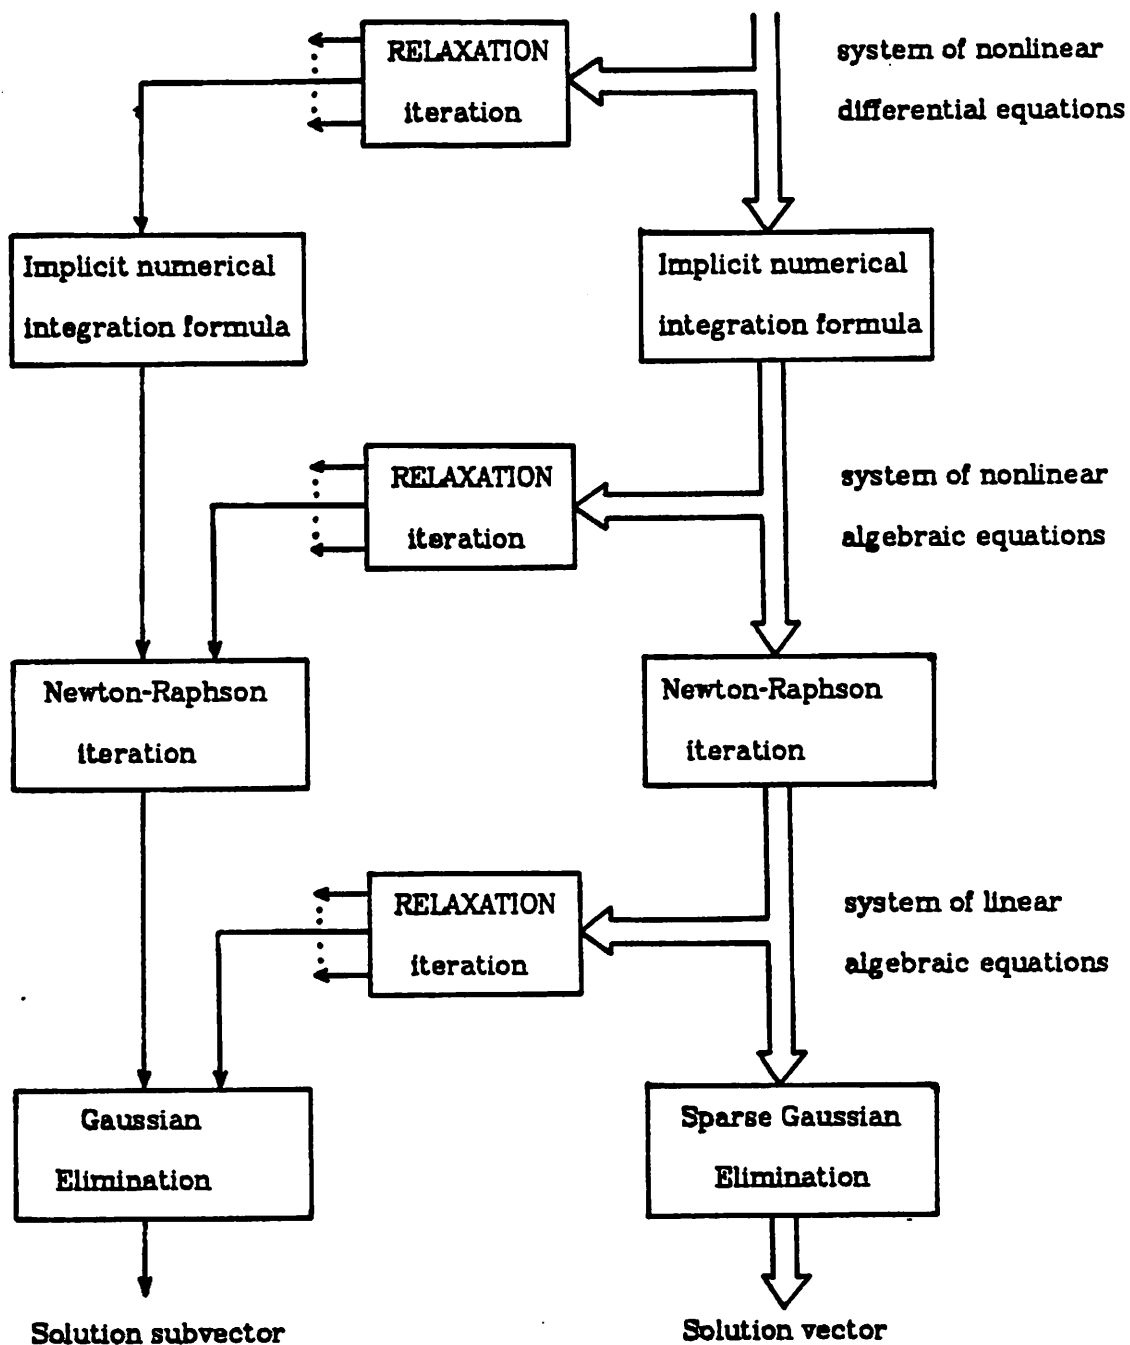 RELAXATION
iteration
system of nonlinear
differential equations
Implicit numerical
integration formula
Implicit numerical
integration formula
RELAXATION
iteration
system of nonlinear
algebraic equations
Newton-Raphson
iteration
Newton-Raphson
iteration
RELAXATION
iteration
system of linear
algebraic equations
Gaussian
Elimination
Sparse Gaussian
Elimination
Solution subvector
Solution vector